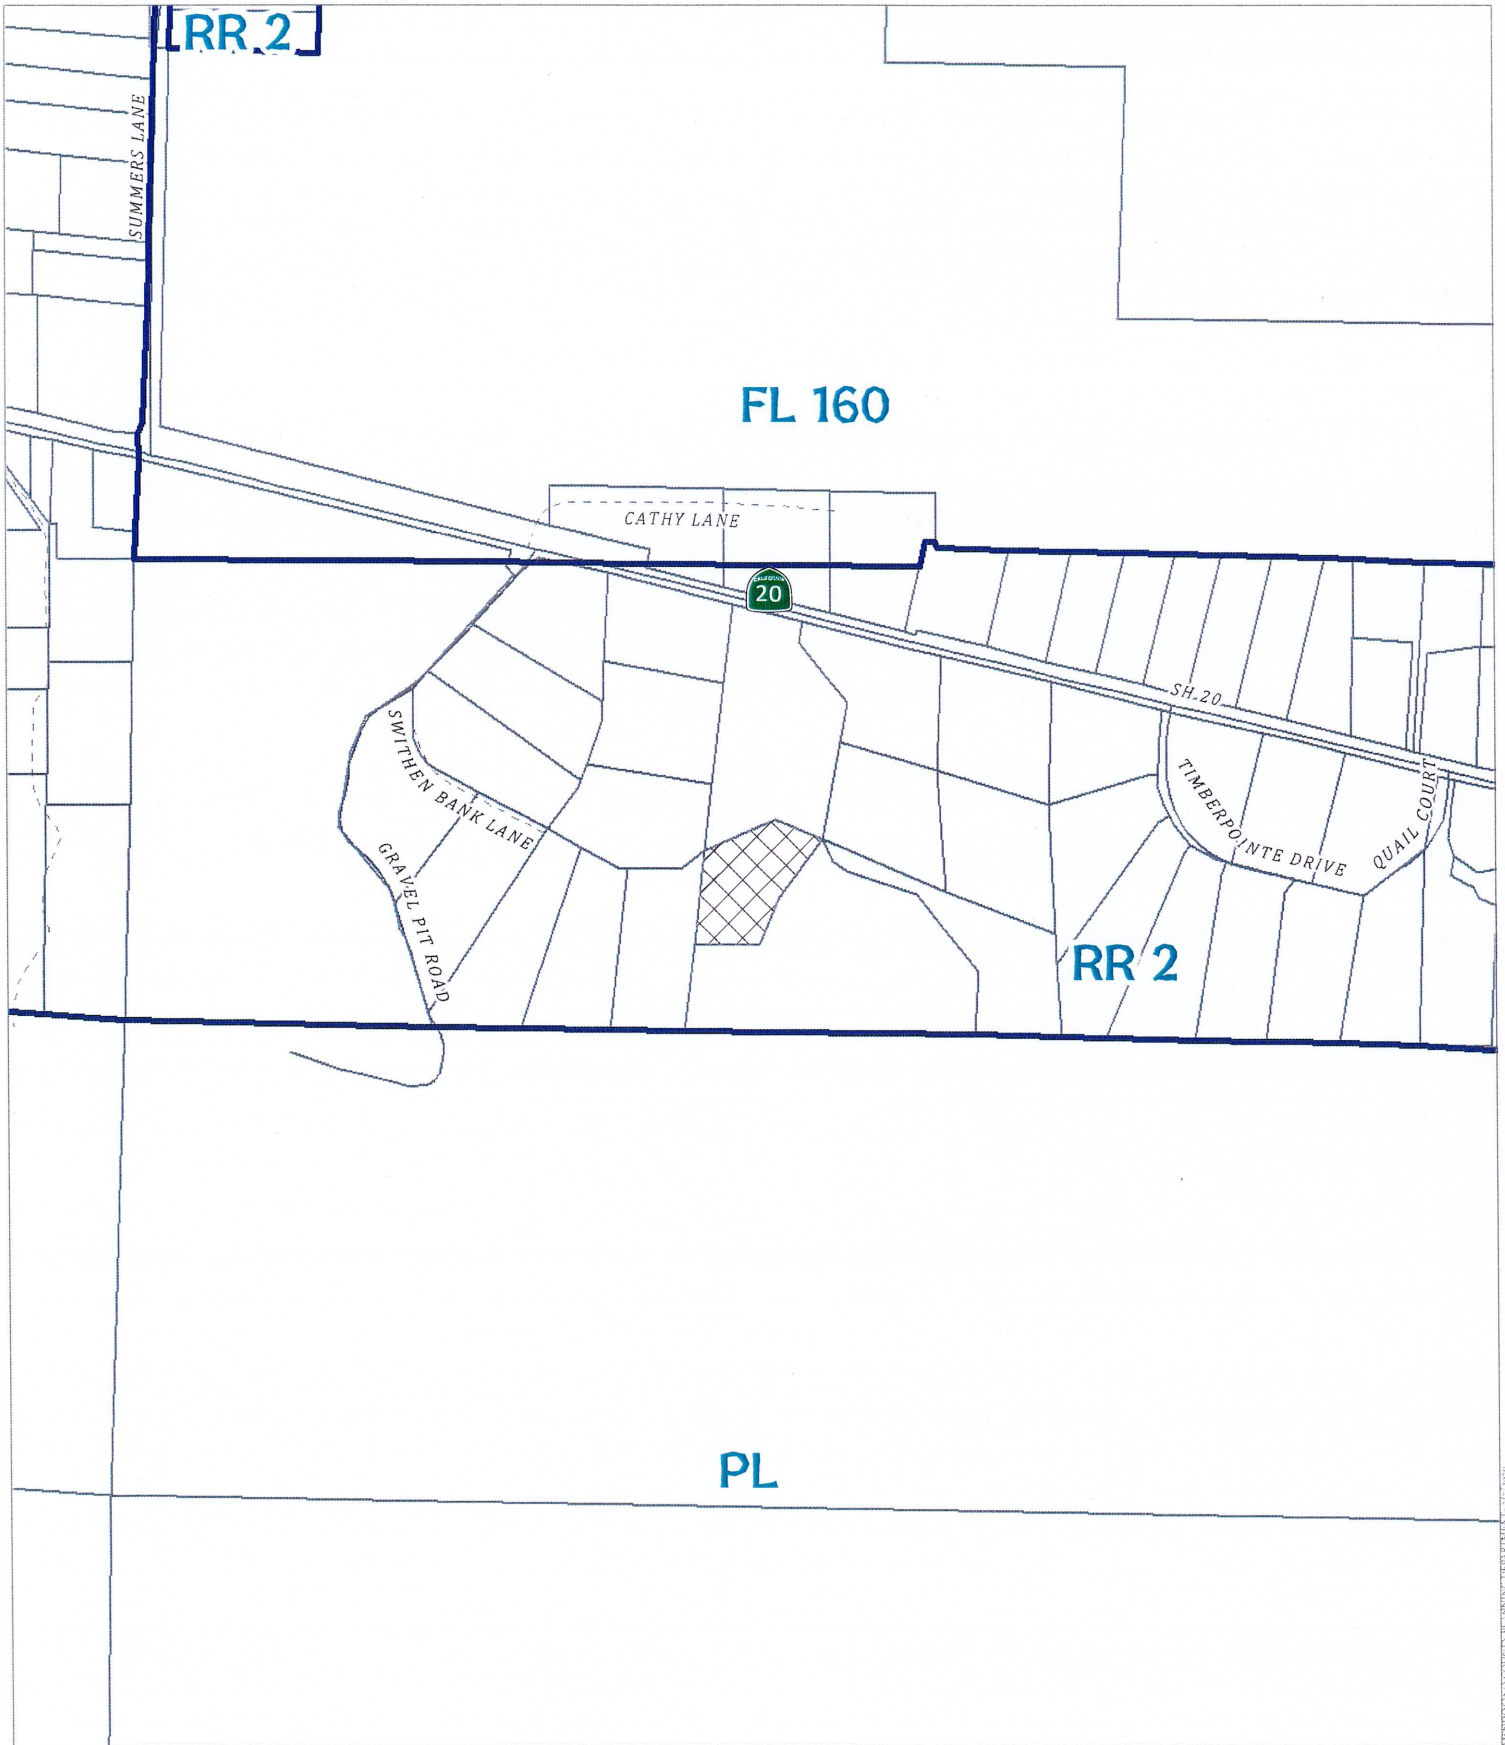 RR 2
SUMMERS LANE
FL 160
CATHY LANE
CALIFORNIA
20
SH 20
SWITHEN BANK LANE
TIMBERPOINTE DRIVE
QUAIL COURT
GRAVEL PIT ROAD
RR 2
PL